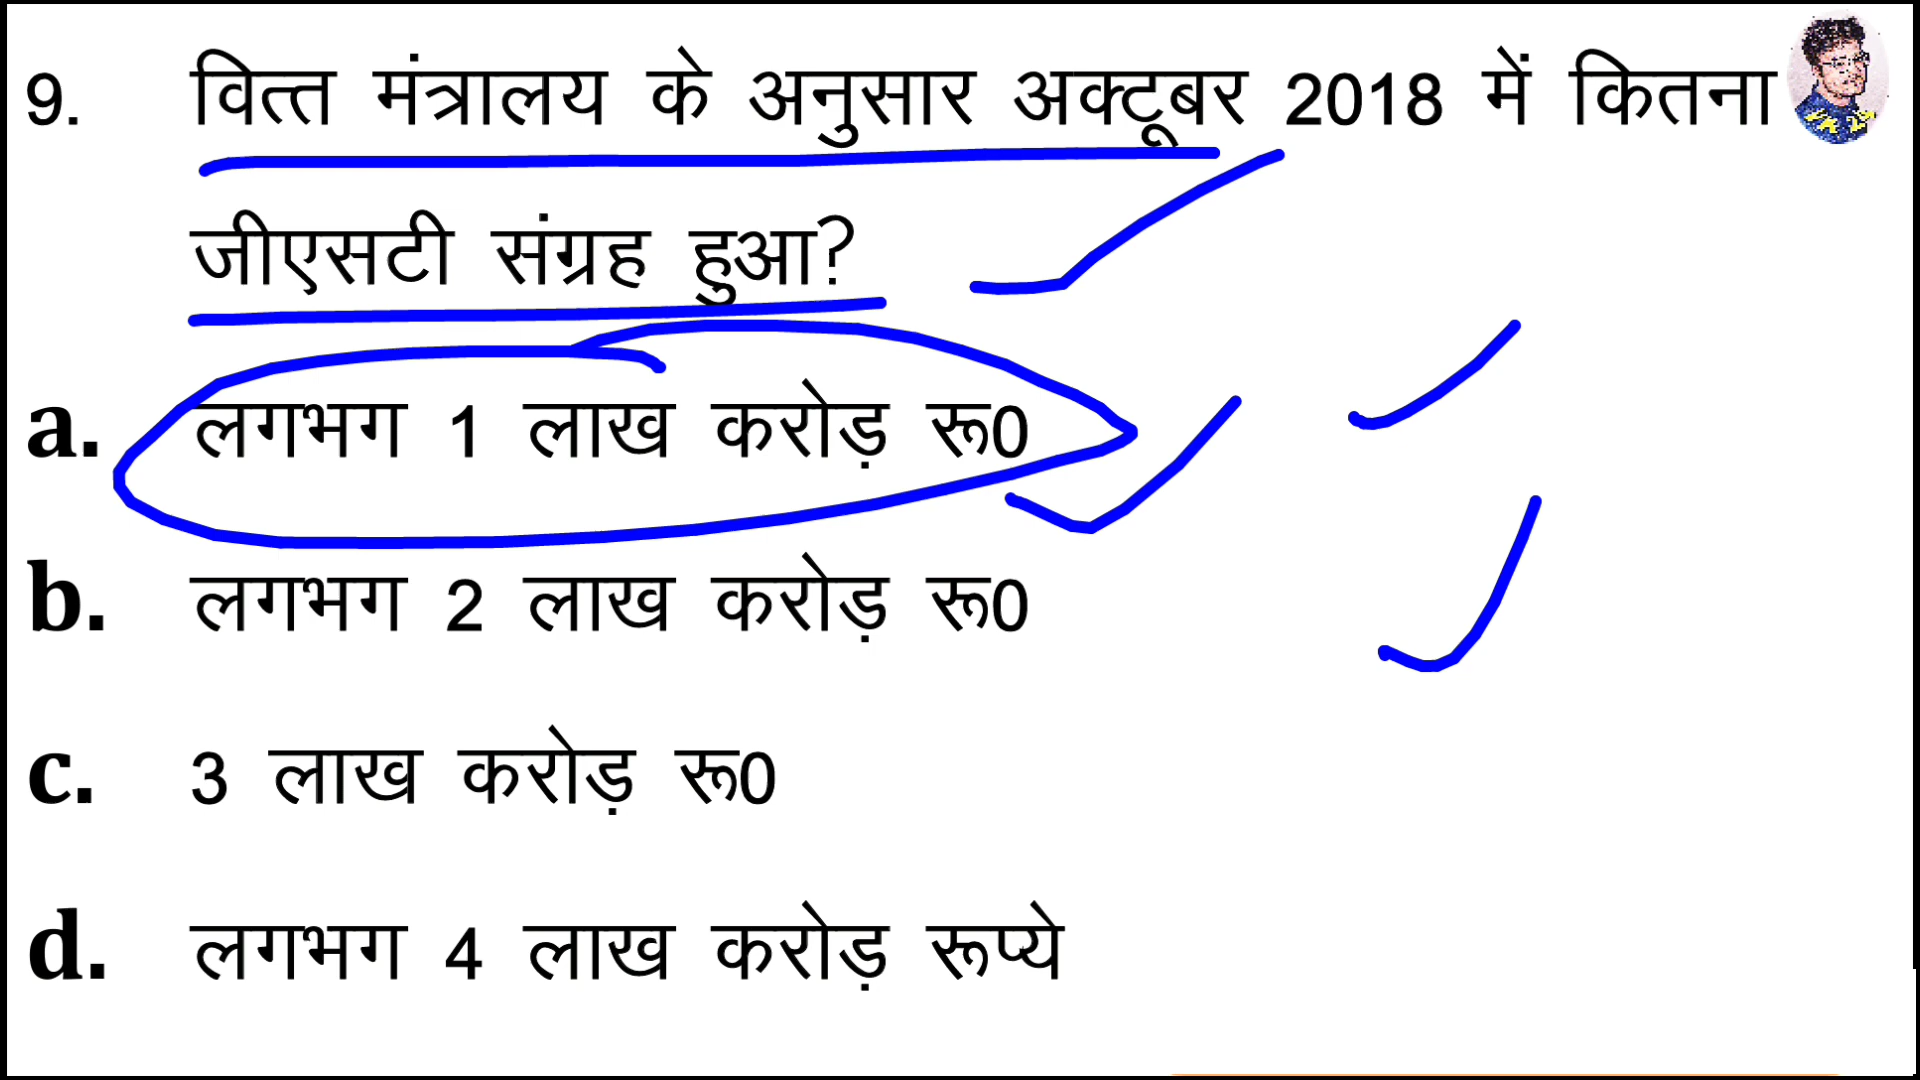 9. वित्त मंत्रालय के अनुसार अक्टूबर 2018 में कितना
जीएसटी संग्रह हुआ?
a. लगभग 1 लाख करोड़ रू0
b. लगभग 2 लाख करोड़ रू0
c. 3 लाख करोड़ रू0
d. लगभग 4 लाख करोड़ रूप्ये